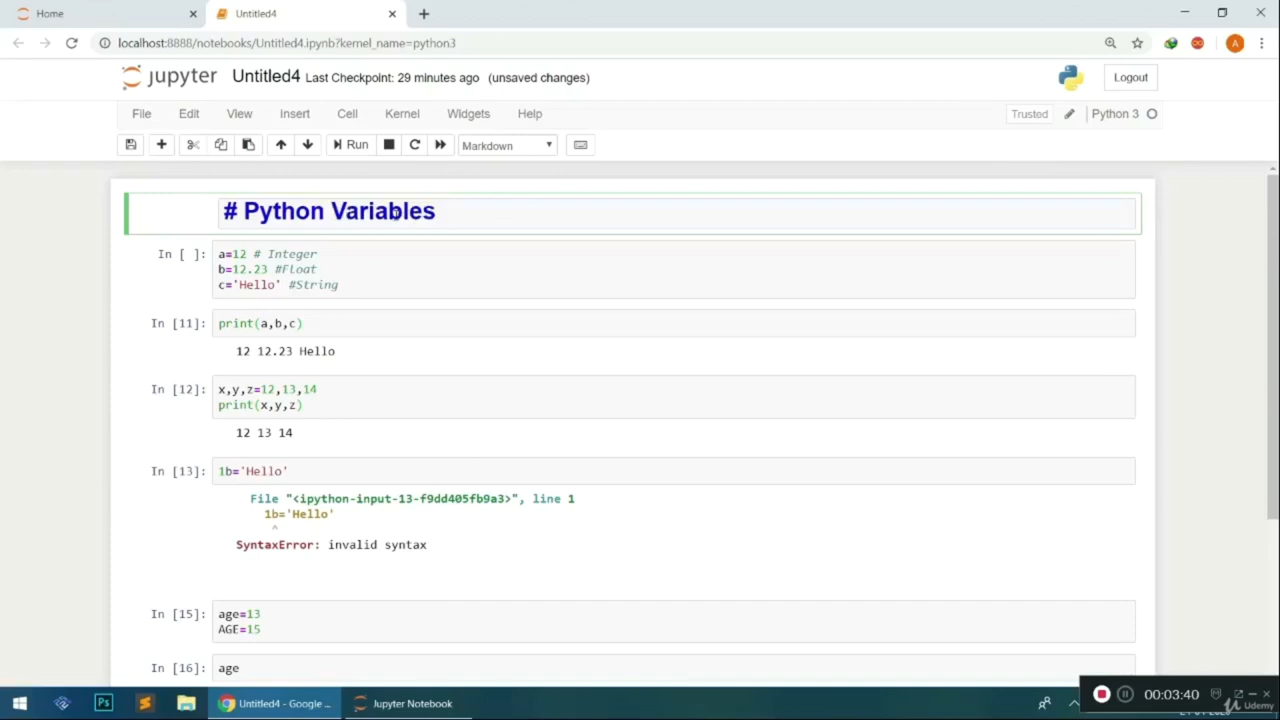 Home
Untitled4
localhost:8888/notebooks/Untitled4.ipynb?kernel_name=python3
A
jupyter Untitled4 Last Checkpoint: 29 minutes ago (unsaved changes)
Logout
File Edit View Insert Cell Kernel Widgets Help
Trusted Python 3
Run Markdown
# Python Variables
In [ ]: a=12 # Integer
b=12.23 #Float
c='Hello' #String
In [11]: print(a,b,c)
12 12.23 Hello
In [12]: x,y,z=12,13,14
print(x,y,z)
12 13 14
In [13]: 1b='Hello'
File "<ipython-input-13-f9dd405fb9a3>", line 1
1b='Hello'
^
SyntaxError: invalid syntax
In [15]: age=13
AGE=15
In [16]: age
Ps
Untitled4 - Google ...
Jupyter Notebook
00:03:40
Udemy